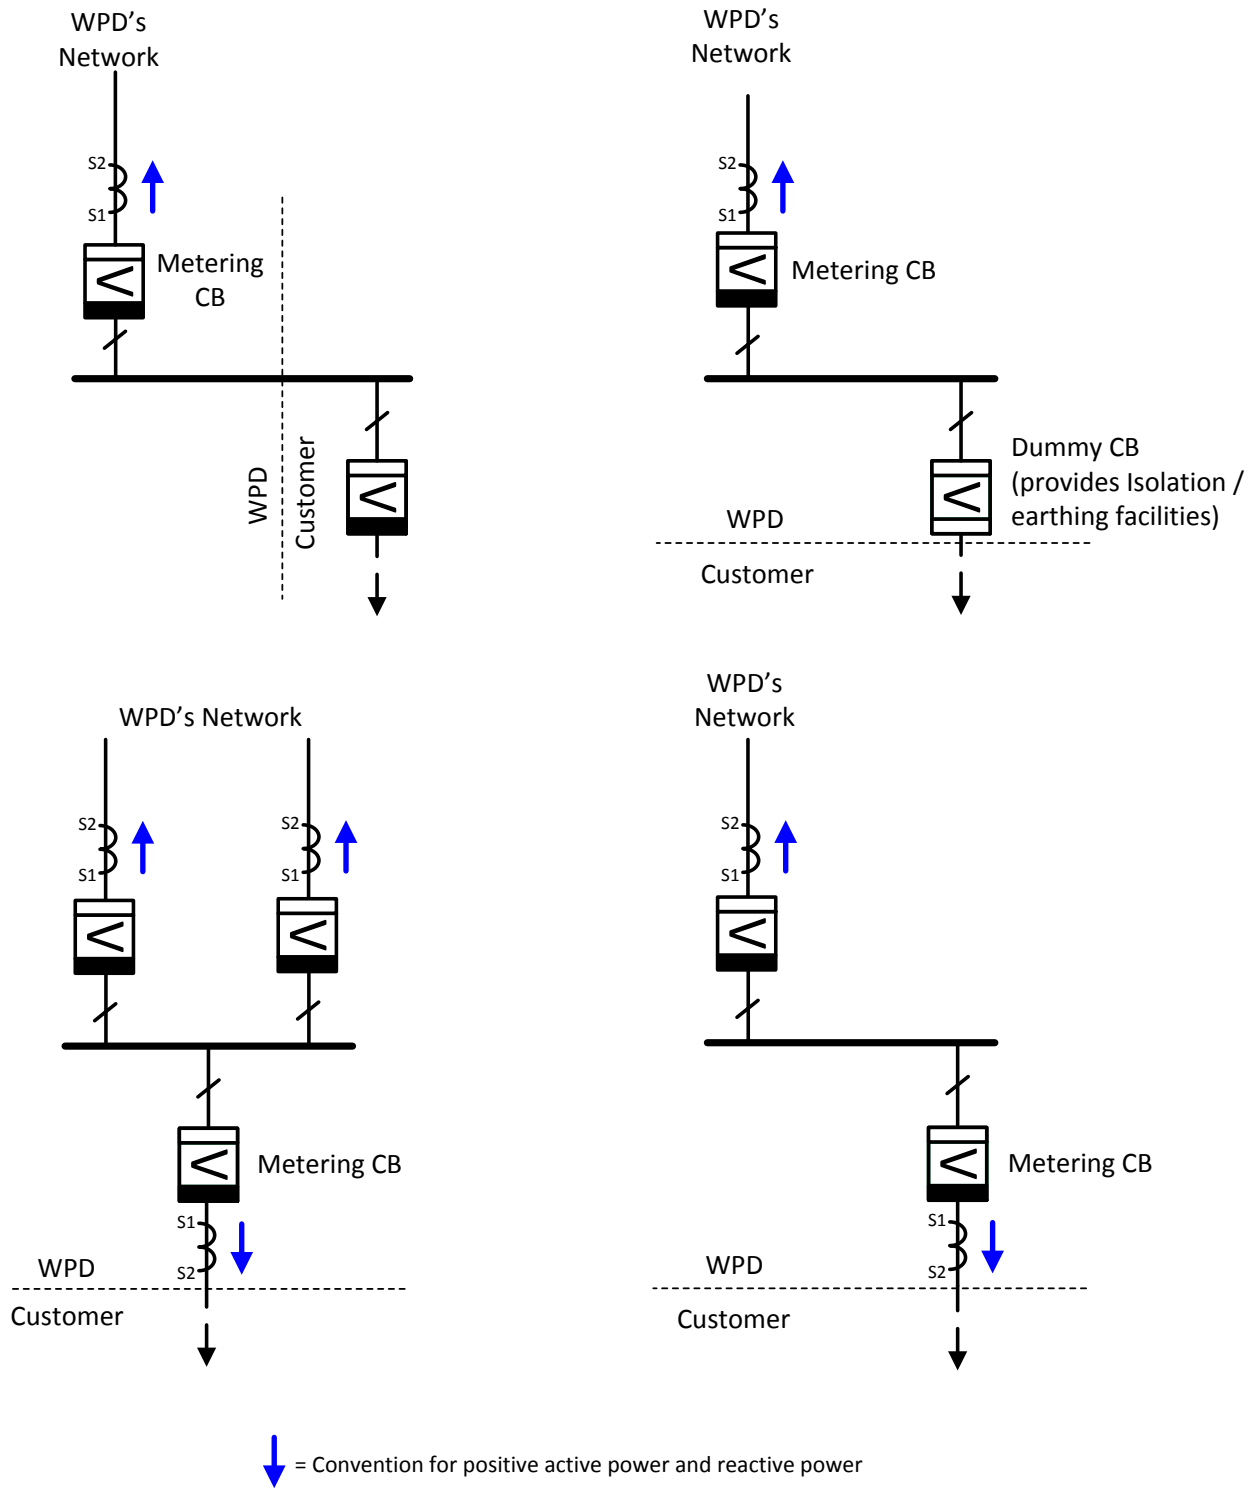 WPD's
Network
S2
S1
Metering
CB
WPD
Customer
WPD's
Network
S2
S1
Metering CB
Dummy CB
(provides Isolation /
earthing facilities)
WPD
Customer
WPD's Network
S2
S1
S2
S1
Metering CB
S1
S2
WPD
Customer
WPD's
Network
S2
S1
Metering CB
S1
S2
WPD
Customer
= Convention for positive active power and reactive power